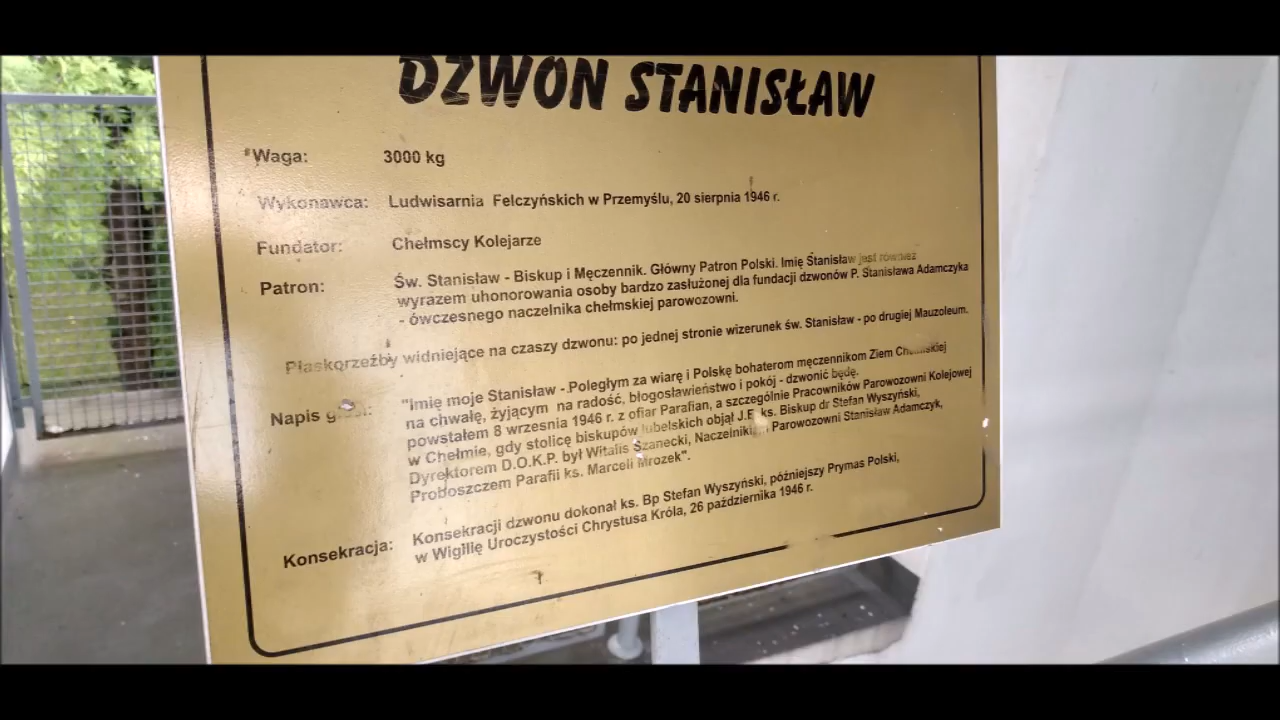 DZWON STANISŁAW
Waga: 3000 kg
Wykonawca: Ludwisarnia Felczyńskich w Przemyślu, 20 sierpnia 1946 r.
Fundator: Chełmscy Kolejarze
Patron: Św. Stanisław - Biskup i Męczennik. Główny Patron Polski. Imię Stanisław jest również
wyrazem uhonorowania osoby bardzo zasłużonej dla fundacji dzwonów P. Stanisława Adamczyka
- ówczesnego naczelnika chełmskiej parowozowni.
Płaskorzeźby widniejące na czaszy dzwonu: po jednej stronie wizerunek św. Stanisław - po drugiej Mauzoleum.
Napis "Imię moje Stanisław - Poległym za wiarę i Polskę bohaterom męczennikom Ziem
na chwałę, żyjącym na radość, błogosławieństwo i pokój - dzwonić będę.
powstałem 8 wrzesnia 1946 r. z ofiar Parafian, a szczególnie Pracowników Parowozowni Kolejowej
w Chełmie, gdy stolicę biskupów lubelskich objął J.E. ks. Biskup dr Stefan Wyszyński,
Dyrektorem D.O.K.P. był Witalis Szanecki, Parowozowni Stanisław Adamczyk,
Proboszczem Parafii ks. Marceli Mrozek".
Konsekracja: Konsekracji dzwonu dokonał ks. Bp Stefan Wyszyński, późniejszy Prymas Polski,
w Wigilię Uroczystości Chrystusa Króla, 26 października 1946 r.